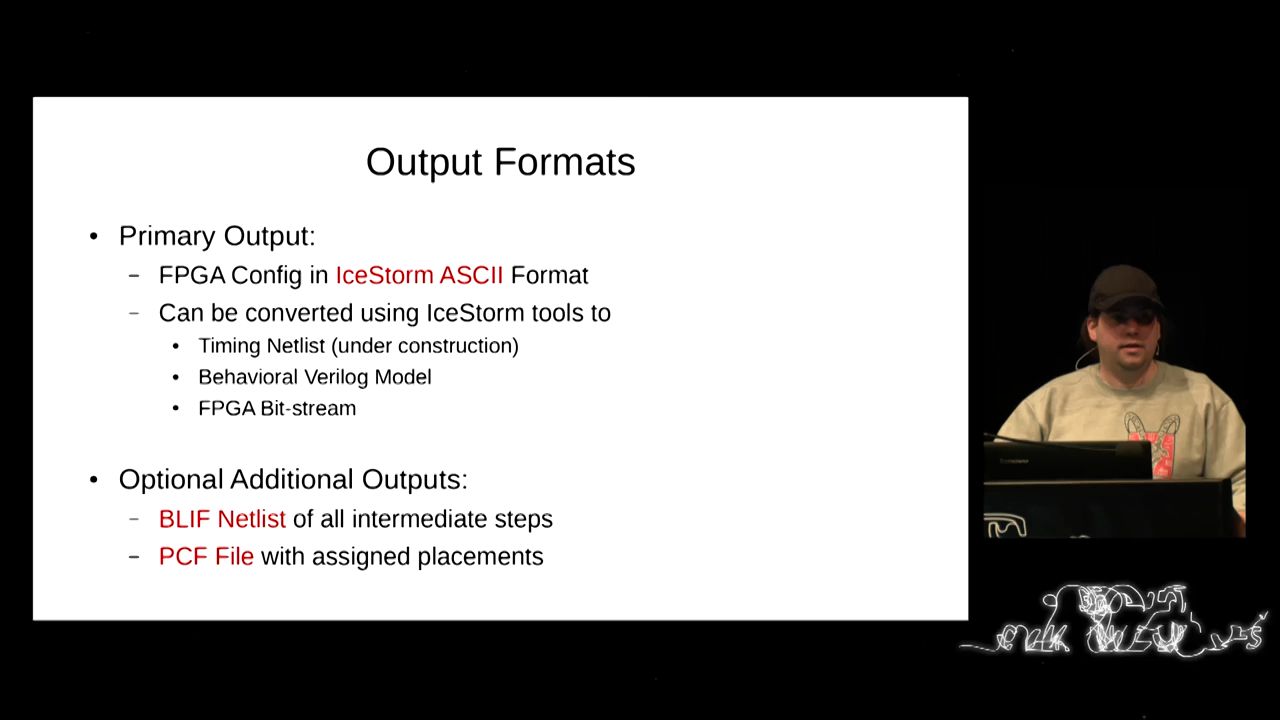 Output Formats
• Primary Output:
– FPGA Config in IceStorm ASCII Format
– Can be converted using IceStorm tools to
• Timing Netlist (under construction)
• Behavioral Verilog Model
• FPGA Bit-stream
• Optional Additional Outputs:
– BLIF Netlist of all intermediate steps
– PCF File with assigned placements